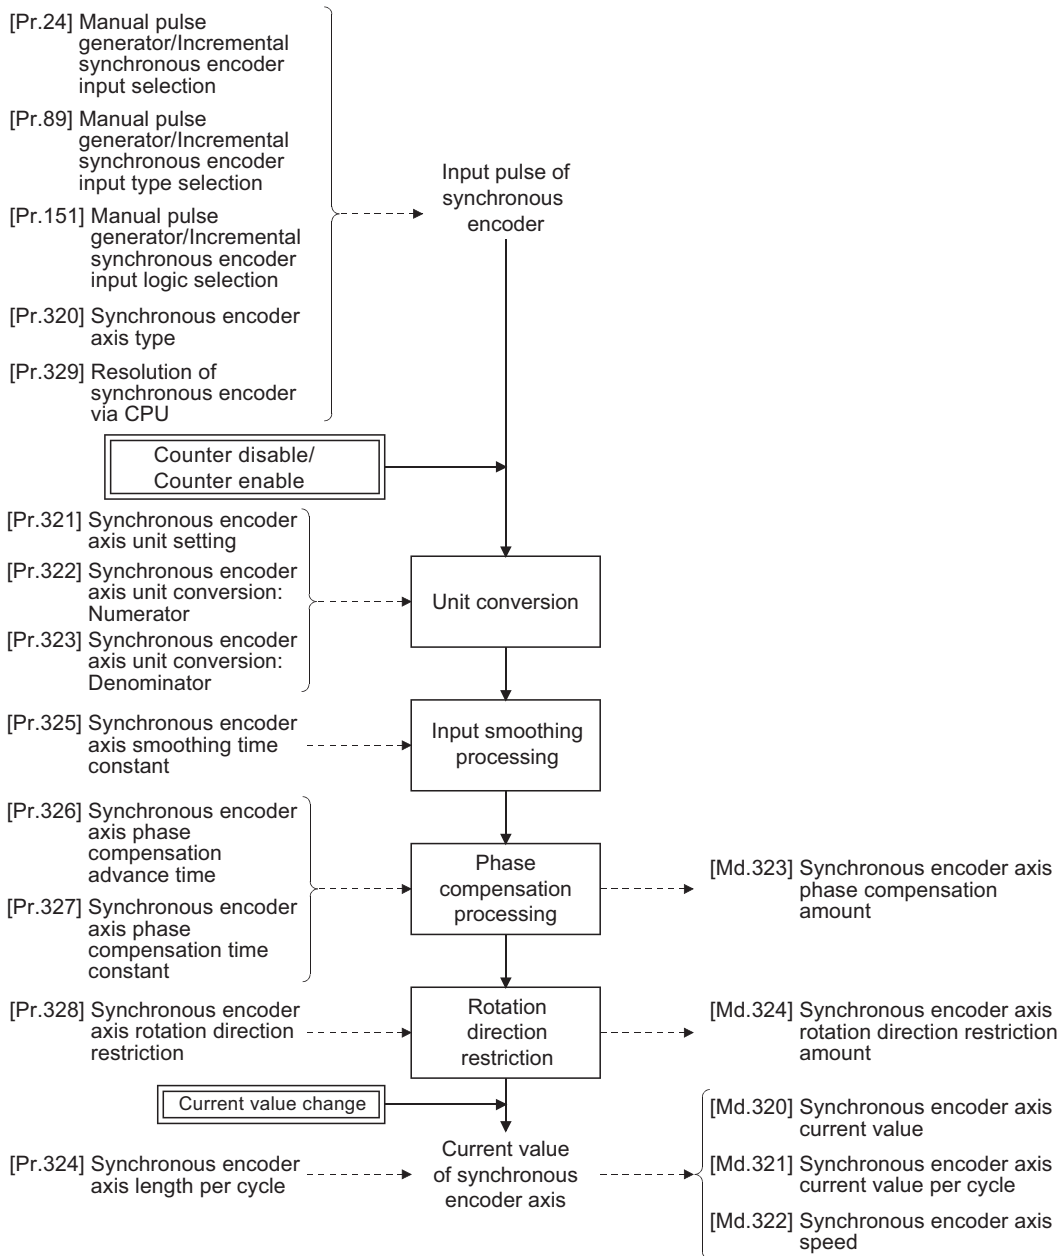 [Pr.24] Manual pulse
generator/Incremental
synchronous encoder
input selection
[Pr.89] Manual pulse
generator/Incremental
synchronous encoder
input type selection
[Pr.151] Manual pulse
generator/Incremental
synchronous encoder
input logic selection
[Pr.320] Synchronous encoder
axis type
[Pr.329] Resolution of
synchronous encoder
via CPU
Input pulse of
synchronous
encoder
Counter disable/
Counter enable
[Pr.321] Synchronous encoder
axis unit setting
[Pr.322] Synchronous encoder
axis unit conversion:
Numerator
[Pr.323] Synchronous encoder
axis unit conversion:
Denominator
Unit conversion
[Pr.325] Synchronous encoder
axis smoothing time
constant
Input smoothing
processing
[Pr.326] Synchronous encoder
axis phase
compensation
advance time
[Pr.327] Synchronous encoder
axis phase
compensation time
constant
Phase
compensation
processing
[Md.323] Synchronous encoder axis
phase compensation
amount
[Pr.328] Synchronous encoder
axis rotation direction
restriction
Rotation
direction
restriction
[Md.324] Synchronous encoder axis
rotation direction restriction
amount
Current value change
[Pr.324] Synchronous encoder
axis length per cycle
Current value
of synchronous
encoder axis
[Md.320] Synchronous encoder axis
current value
[Md.321] Synchronous encoder axis
current value per cycle
[Md.322] Synchronous encoder axis
speed